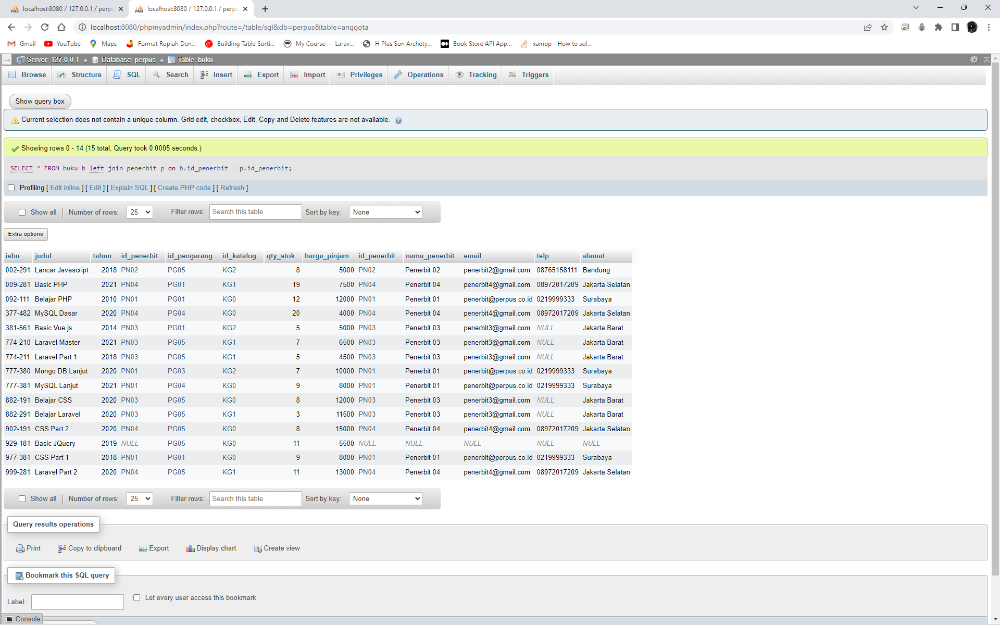 localhost:8080 / 127.0.0.1 / perpu
localhost:8080 / 127.0.0.1 / perpu
localhost:8080/phpmyadmin/index.php?route=/table/sql&db=perpus&table=anggota
Gmail YouTube Maps Format Rupiah Den... Building Table Sorti... My Course — Larav... H Plus Son Archety... Book Store API App... xampp - How to sol...
Server: 127.0.0.1 » Database: perpus » Table: buku
Browse Structure SQL Search Insert Export Import Privileges Operations Tracking Triggers
Show query box
Current selection does not contain a unique column. Grid edit, checkbox, Edit, Copy and Delete features are not available.
Showing rows 0 - 14 (15 total, Query took 0.0005 seconds.)
SELECT * FROM buku b left join penerbit p on b.id_penerbit = p.id_penerbit;
Profiling [ Edit inline ] [ Edit ] [ Explain SQL ] [ Create PHP code ] [ Refresh ]
Show all Number of rows: 25 Filter rows: Search this table Sort by key: None
Extra options
isbn judul tahun id_penerbit id_pengarang id_katalog qty_stok harga_pinjam id_penerbit nama_penerbit email telp alamat
002-291 Lancar Javascript 2018 PN02 PG05 KG2 8 5000 PN02 Penerbit 02 penerbit2@gmail.com 08765158111 Bandung
009-281 Basic PHP 2021 PN04 PG01 KG1 19 7500 PN04 Penerbit 04 penerbit4@gmail.com 08972017209 Jakarta Selatan
092-111 Belajar PHP 2010 PN01 PG01 KG0 12 12000 PN01 Penerbit 01 penerbit@perpus.co.id 0219999333 Surabaya
377-482 MySQL Dasar 2020 PN04 PG04 KG0 20 4000 PN04 Penerbit 04 penerbit4@gmail.com 08972017209 Jakarta Selatan
381-561 Basic Vue.js 2014 PN03 PG01 KG2 5 5000 PN03 Penerbit 03 penerbit3@gmail.com NULL Jakarta Barat
774-210 Laravel Master 2021 PN03 PG05 KG1 7 6500 PN03 Penerbit 03 penerbit3@gmail.com NULL Jakarta Barat
774-211 Laravel Part 1 2018 PN03 PG05 KG1 5 4500 PN03 Penerbit 03 penerbit3@gmail.com NULL Jakarta Barat
777-380 Mongo DB Lanjut 2020 PN01 PG03 KG2 7 10000 PN01 Penerbit 01 penerbit@perpus.co.id 0219999333 Surabaya
777-381 MySQL Lanjut 2021 PN01 PG04 KG0 9 8000 PN01 Penerbit 01 penerbit@perpus.co.id 0219999333 Surabaya
882-191 Belajar CSS 2020 PN03 PG05 KG0 8 12000 PN03 Penerbit 03 penerbit3@gmail.com NULL Jakarta Barat
882-291 Belajar Laravel 2020 PN03 PG05 KG1 3 11500 PN03 Penerbit 03 penerbit3@gmail.com NULL Jakarta Barat
902-191 CSS Part 2 2020 PN04 PG05 KG0 8 15000 PN04 Penerbit 04 penerbit4@gmail.com 08972017209 Jakarta Selatan
929-181 Basic JQuery 2019 NULL PG05 KG0 11 5500 NULL NULL NULL NULL NULL
977-381 CSS Part 1 2018 PN01 PG01 KG0 9 8000 PN01 Penerbit 01 penerbit@perpus.co.id 0219999333 Surabaya
999-281 Laravel Part 2 2020 PN04 PG05 KG1 11 13000 PN04 Penerbit 04 penerbit4@gmail.com 08972017209 Jakarta Selatan
Show all Number of rows: 25 Filter rows: Search this table Sort by key: None
Query results operations
Print Copy to clipboard Export Display chart Create view
Bookmark this SQL query
Label: Let every user access this bookmark
Console